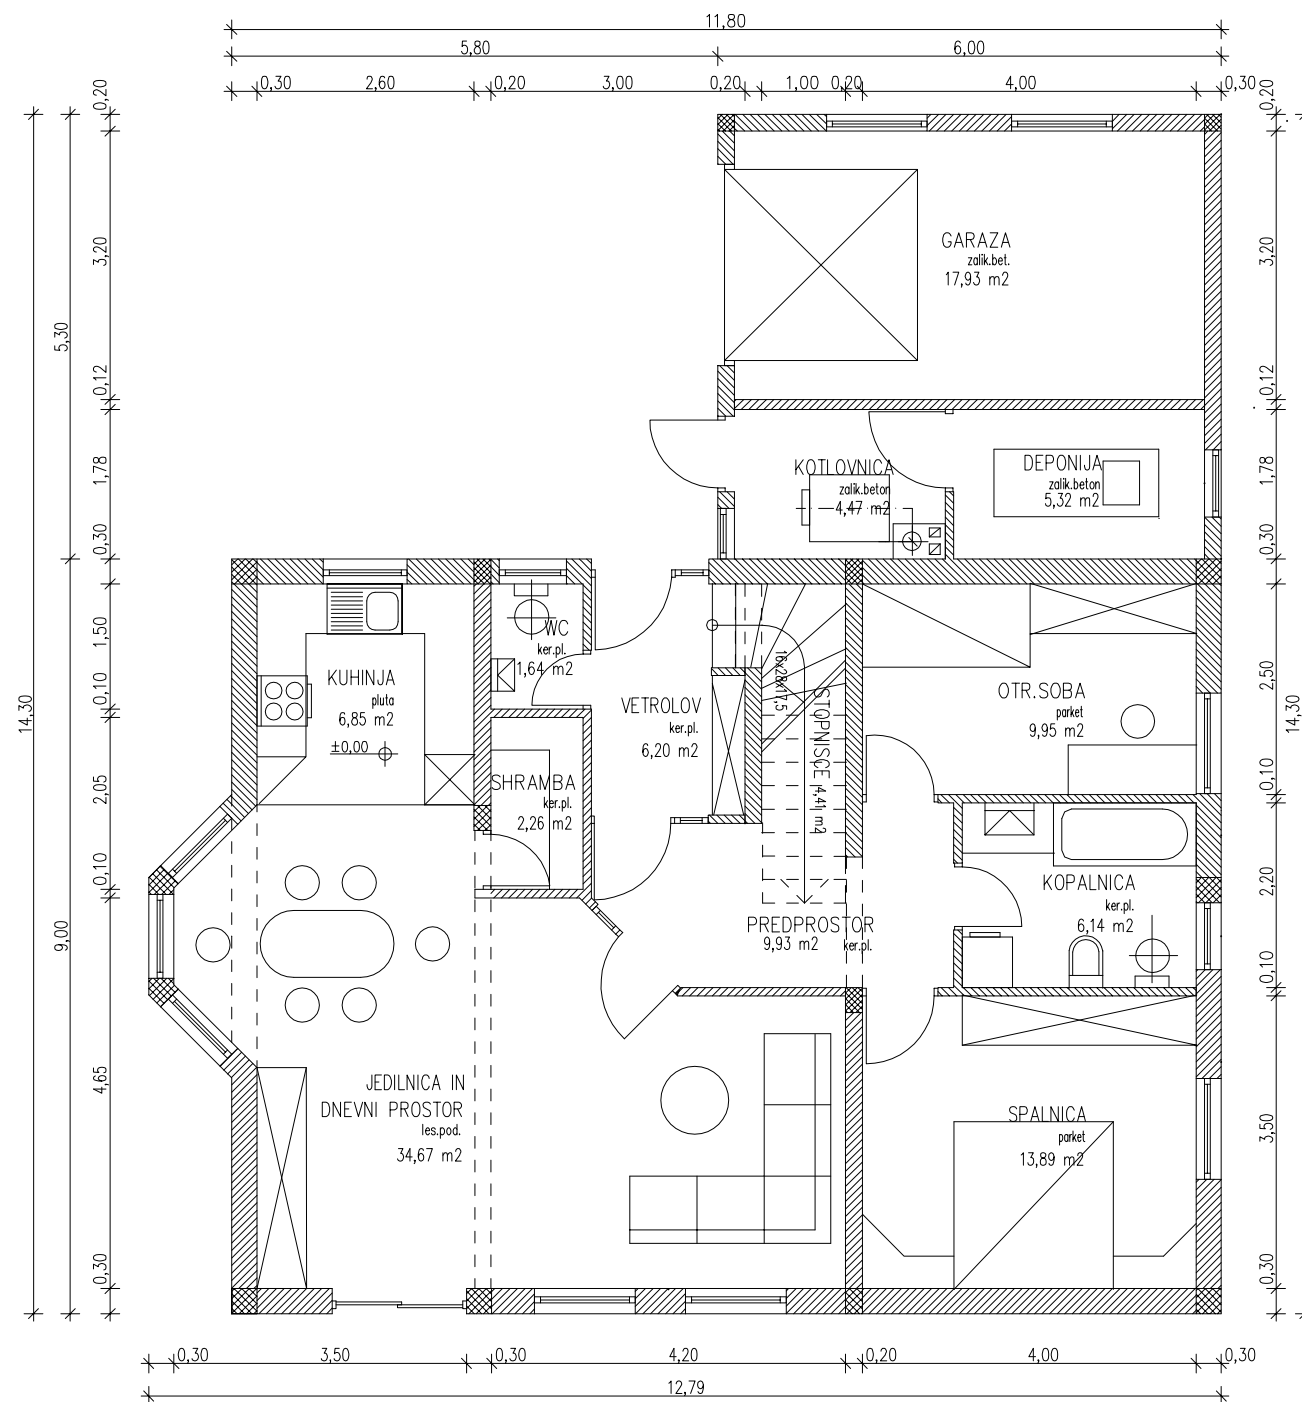 11,80
5,80
6,00
0,30
2,60
0,20
3,00
0,20
1,00
0,20
4,00
0,30
0,20
0,20
3,20
3,20
GARAZA
zalik.bet.
17,93 m2
5,30
0,12
0,12
1,78
1,78
KOTLOVNICA
zalik.beton
4,47 m2
DEPONIJA
zalik.beton
5,32 m2
0,30
0,30
1,50
2,50
WC
ker.pl.
1,64 m2
KUHINJA
pluta
6,85 m2
±0,00
VETROLOV
ker.pl.
6,20 m2
16x28x17,5
STOPNISCE 4,41 m2
OTR.SOBA
parket
9,95 m2
14,30
14,30
0,10
2,05
0,10
SHRAMBA
ker.pl.
2,26 m2
0,10
2,20
KOPALNICA
ker.pl.
6,14 m2
PREDPROSTOR
9,93 m2
ker.pl.
9,00
0,10
4,65
JEDILNICA IN
DNEVNI PROSTOR
les.pod.
34,67 m2
SPALNICA
parket
13,89 m2
3,50
0,30
0,30
0,30
3,50
0,30
4,20
0,20
4,00
0,30
12,79